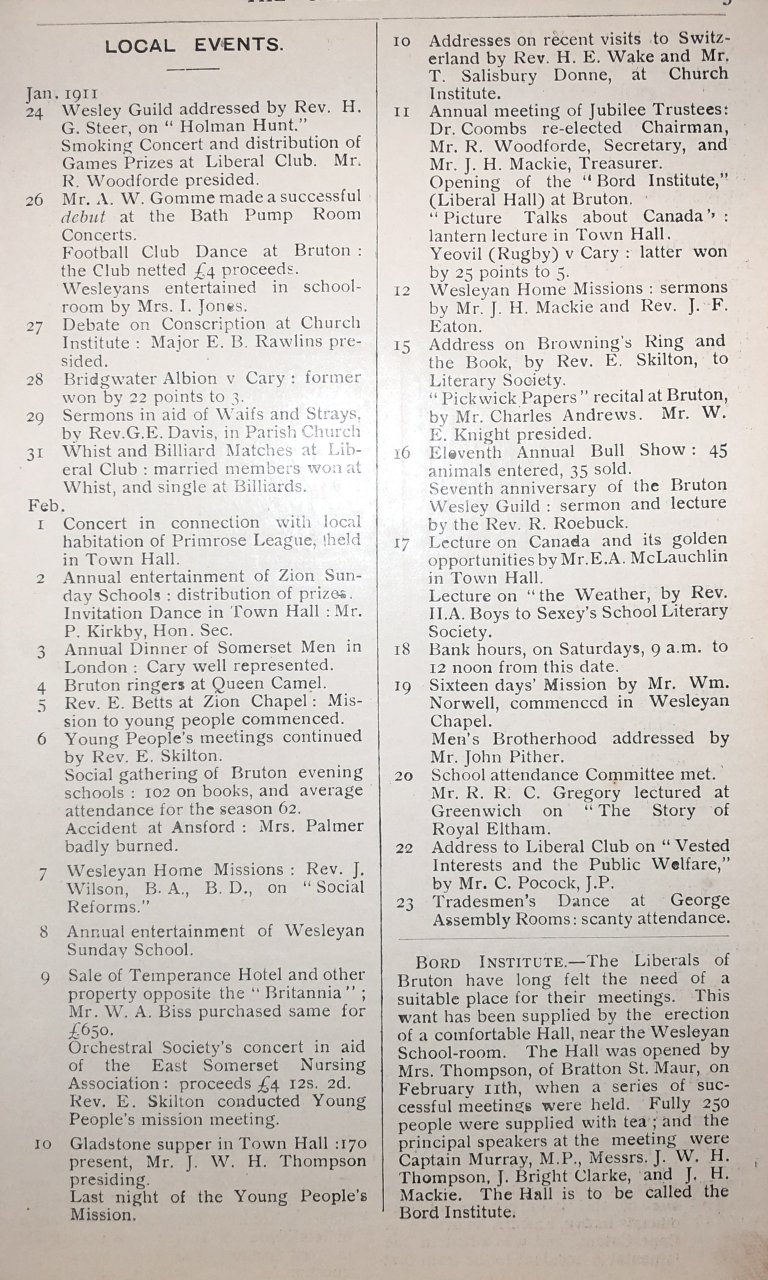 LOCAL EVENTS.
Jan. 1911
24 Wesley Guild addressed by Rev. H.
G. Steer, on “ Holman Hunt.”
Smoking Concert and distribution of
Games Prizes at Liberal Club. Mr.
R. Woodforde presided.
26 Mr. A. W. Gomme made a successful
debut at the Bath Pump Room
Concerts.
Football Club Dance at Bruton :
the Club netted £4 proceeds.
Wesleyans entertained in school-
room by Mrs. I. Jones.
27 Debate on Conscription at Church
Institute : Major E. B. Rawlins pre-
sided.
28 Bridgwater Albion v Cary : former
won by 22 points to 3.
29 Sermons in aid of Waifs and Strays,
by Rev.G.E. Davis, in Parish Church
31 Whist and Billiard Matches at Lib-
eral Club : married members won at
Whist, and single at Billiards.
Feb.
1 Concert in connection with local
habitation of Primrose League, held
in Town Hall.
2 Annual entertainment of Zion Sun-
day Schools : distribution of prizes.
Invitation Dance in Town Hall : Mr.
P. Kirkby, Hon. Sec.
3 Annual Dinner of Somerset Men in
London : Cary well represented.
4 Bruton ringers at Queen Camel.
5 Rev. E. Betts at Zion Chapel : Mis-
sion to young people commenced.
6 Young People's meetings continued
by Rev. E. Skilton.
Social gathering of Bruton evening
schools : 102 on books, and average
attendance for the season 62.
Accident at Ansford : Mrs. Palmer
badly burned.
7 Wesleyan Home Missions : Rev. J.
Wilson, B. A., B. D., on “ Social
Reforms.”
8 Annual entertainment of Wesleyan
Sunday School.
9 Sale of Temperance Hotel and other
property opposite the “ Britannia ” ;
Mr. W. A. Biss purchased same for
£650.
Orchestral Society's concert in aid
of the East Somerset Nursing
Association : proceeds £4 12s. 2d.
Rev. E. Skilton conducted Young
People's mission meeting.
10 Gladstone supper in Town Hall :170
present, Mr. J. W. H. Thompson
presiding.
Last night of the Young People's
Mission.
10 Addresses on recent visits to Switz-
erland by Rev. H. E. Wake and Mr.
T. Salisbury Donne, at Church
Institute.
11 Annual meeting of Jubilee Trustees:
Dr. Coombs re-elected Chairman,
Mr. R. Woodforde, Secretary, and
Mr. J. H. Mackie, Treasurer.
Opening of the “ Bord Institute,”
(Liberal Hall) at Bruton.
“ Picture Talks about Canada ” :
lantern lecture in Town Hall.
Yeovil (Rugby) v Cary : latter won
by 25 points to 5.
12 Wesleyan Home Missions : sermons
by Mr. J. H. Mackie and Rev. J. F.
Eaton.
15 Address on Browning's Ring and
the Book, by Rev. E. Skilton, to
Literary Society.
“ Pickwick Papers ” recital at Bruton,
by Mr. Charles Andrews. Mr. W.
E. Knight presided.
16 Eleventh Annual Bull Show : 45
animals entered, 35 sold.
Seventh anniversary of the Bruton
Wesley Guild : sermon and lecture
by the Rev. R. Roebuck.
17 Lecture on Canada and its golden
opportunities by Mr.E.A. McLauchlin
in Town Hall.
Lecture on “ the Weather, by Rev.
H.A. Boys to Sexey's School Literary
Society.
18 Bank hours, on Saturdays, 9 a.m. to
12 noon from this date.
19 Sixteen days' Mission by Mr. Wm.
Norwell, commenced in Wesleyan
Chapel.
Men's Brotherhood addressed by
Mr. John Pither.
20 School attendance Committee met.
Mr. R. R. C. Gregory lectured at
Greenwich on “ The Story of
Royal Eltham.
22 Address to Liberal Club on “ Vested
Interests and the Public Welfare,”
by Mr. C. Pocock, J.P.
23 Tradesmen's Dance at George
Assembly Rooms: scanty attendance.
BORD INSTITUTE.—The Liberals of
Bruton have long felt the need of a
suitable place for their meetings. This
want has been supplied by the erection
of a comfortable Hall, near the Wesleyan
School-room. The Hall was opened by
Mrs. Thompson, of Bratton St. Maur, on
February 11th, when a series of suc-
cessful meetings were held. Fully 250
people were supplied with tea ; and the
principal speakers at the meeting were
Captain Murray, M.P., Messrs. J. W. H.
Thompson, J. Bright Clarke, and J. H.
Mackie. The Hall is to be called the
Bord Institute.